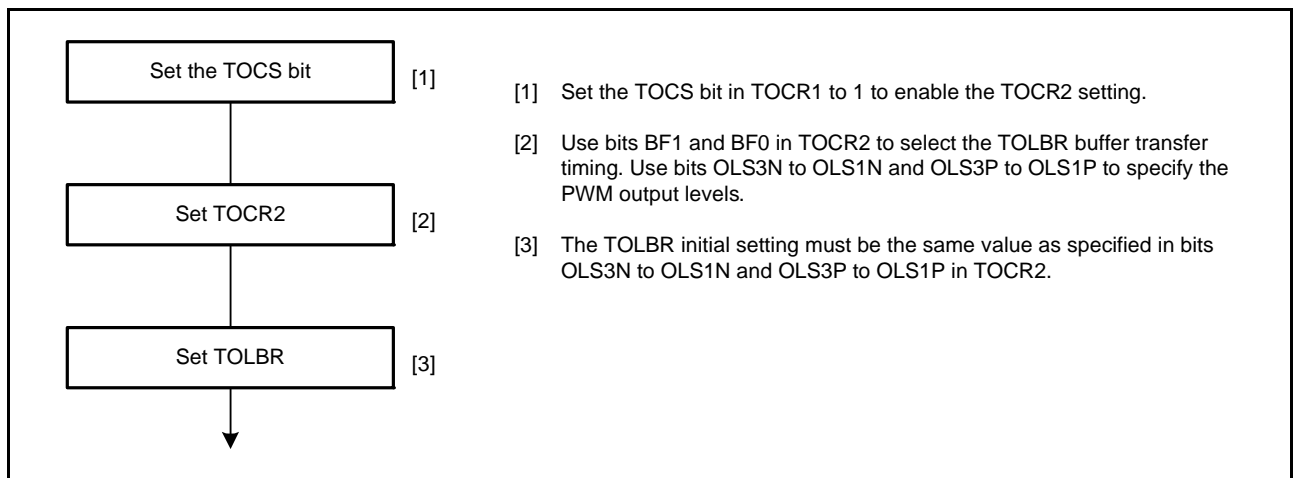 Set the TOCS bit [1]
Set TOCR2 [2]
Set TOLBR [3]
[1] Set the TOCS bit in TOCR1 to 1 to enable the TOCR2 setting.
[2] Use bits BF1 and BF0 in TOCR2 to select the TOLBR buffer transfer
timing. Use bits OLS3N to OLS1N and OLS3P to OLS1P to specify the
PWM output levels.
[3] The TOLBR initial setting must be the same value as specified in bits
OLS3N to OLS1N and OLS3P to OLS1P in TOCR2.